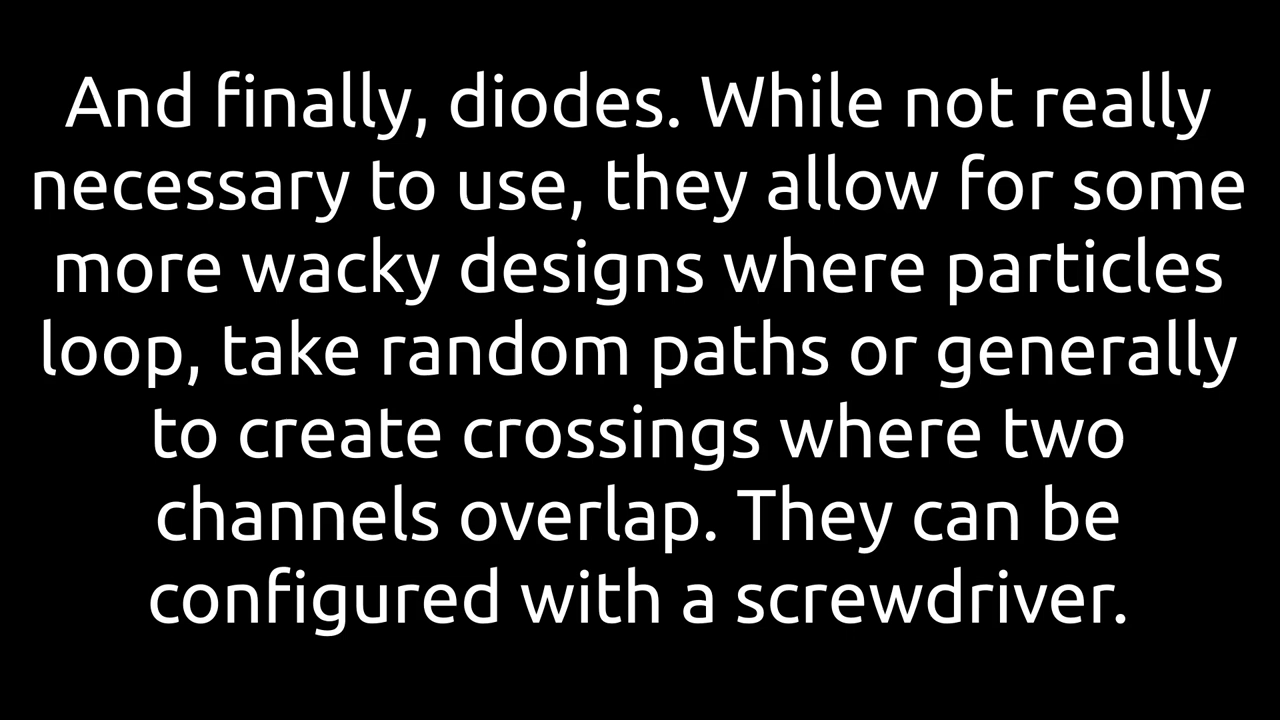 And finally, diodes. While not really
necessary to use, they allow for some
more wacky designs where particles
loop, take random paths or generally
to create crossings where two
channels overlap. They can be
configured with a screwdriver.